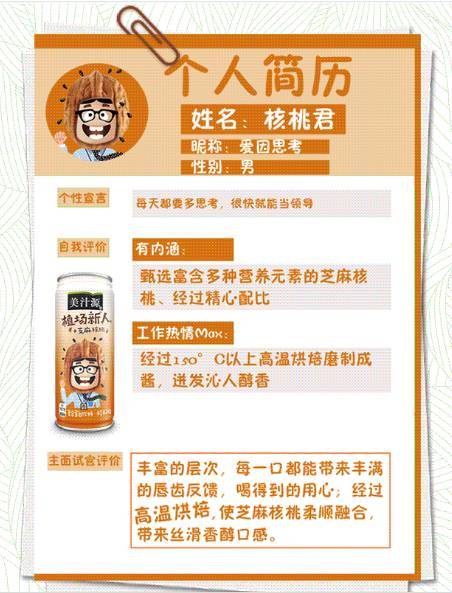 个人简历
姓名：核桃君
昵称：爱因思考
性别：男
个性宣言
每天都要多思考，很快就能当领导
自我评价
有内涵：
甄选富含多种营养元素的芝麻核
桃、经过精心配比
美汁源
植场新人
芝麻核桃
工作热情Max：
经过150°C以上高温烘焙磨制成
酱，迸发沁人醇香
主面试官评价
丰富的层次，每一口都能带来丰满
的唇齿反馈，喝得到的用心；经过
高温烘焙,使芝麻核桃柔顺融合，
带来丝滑香醇口感。